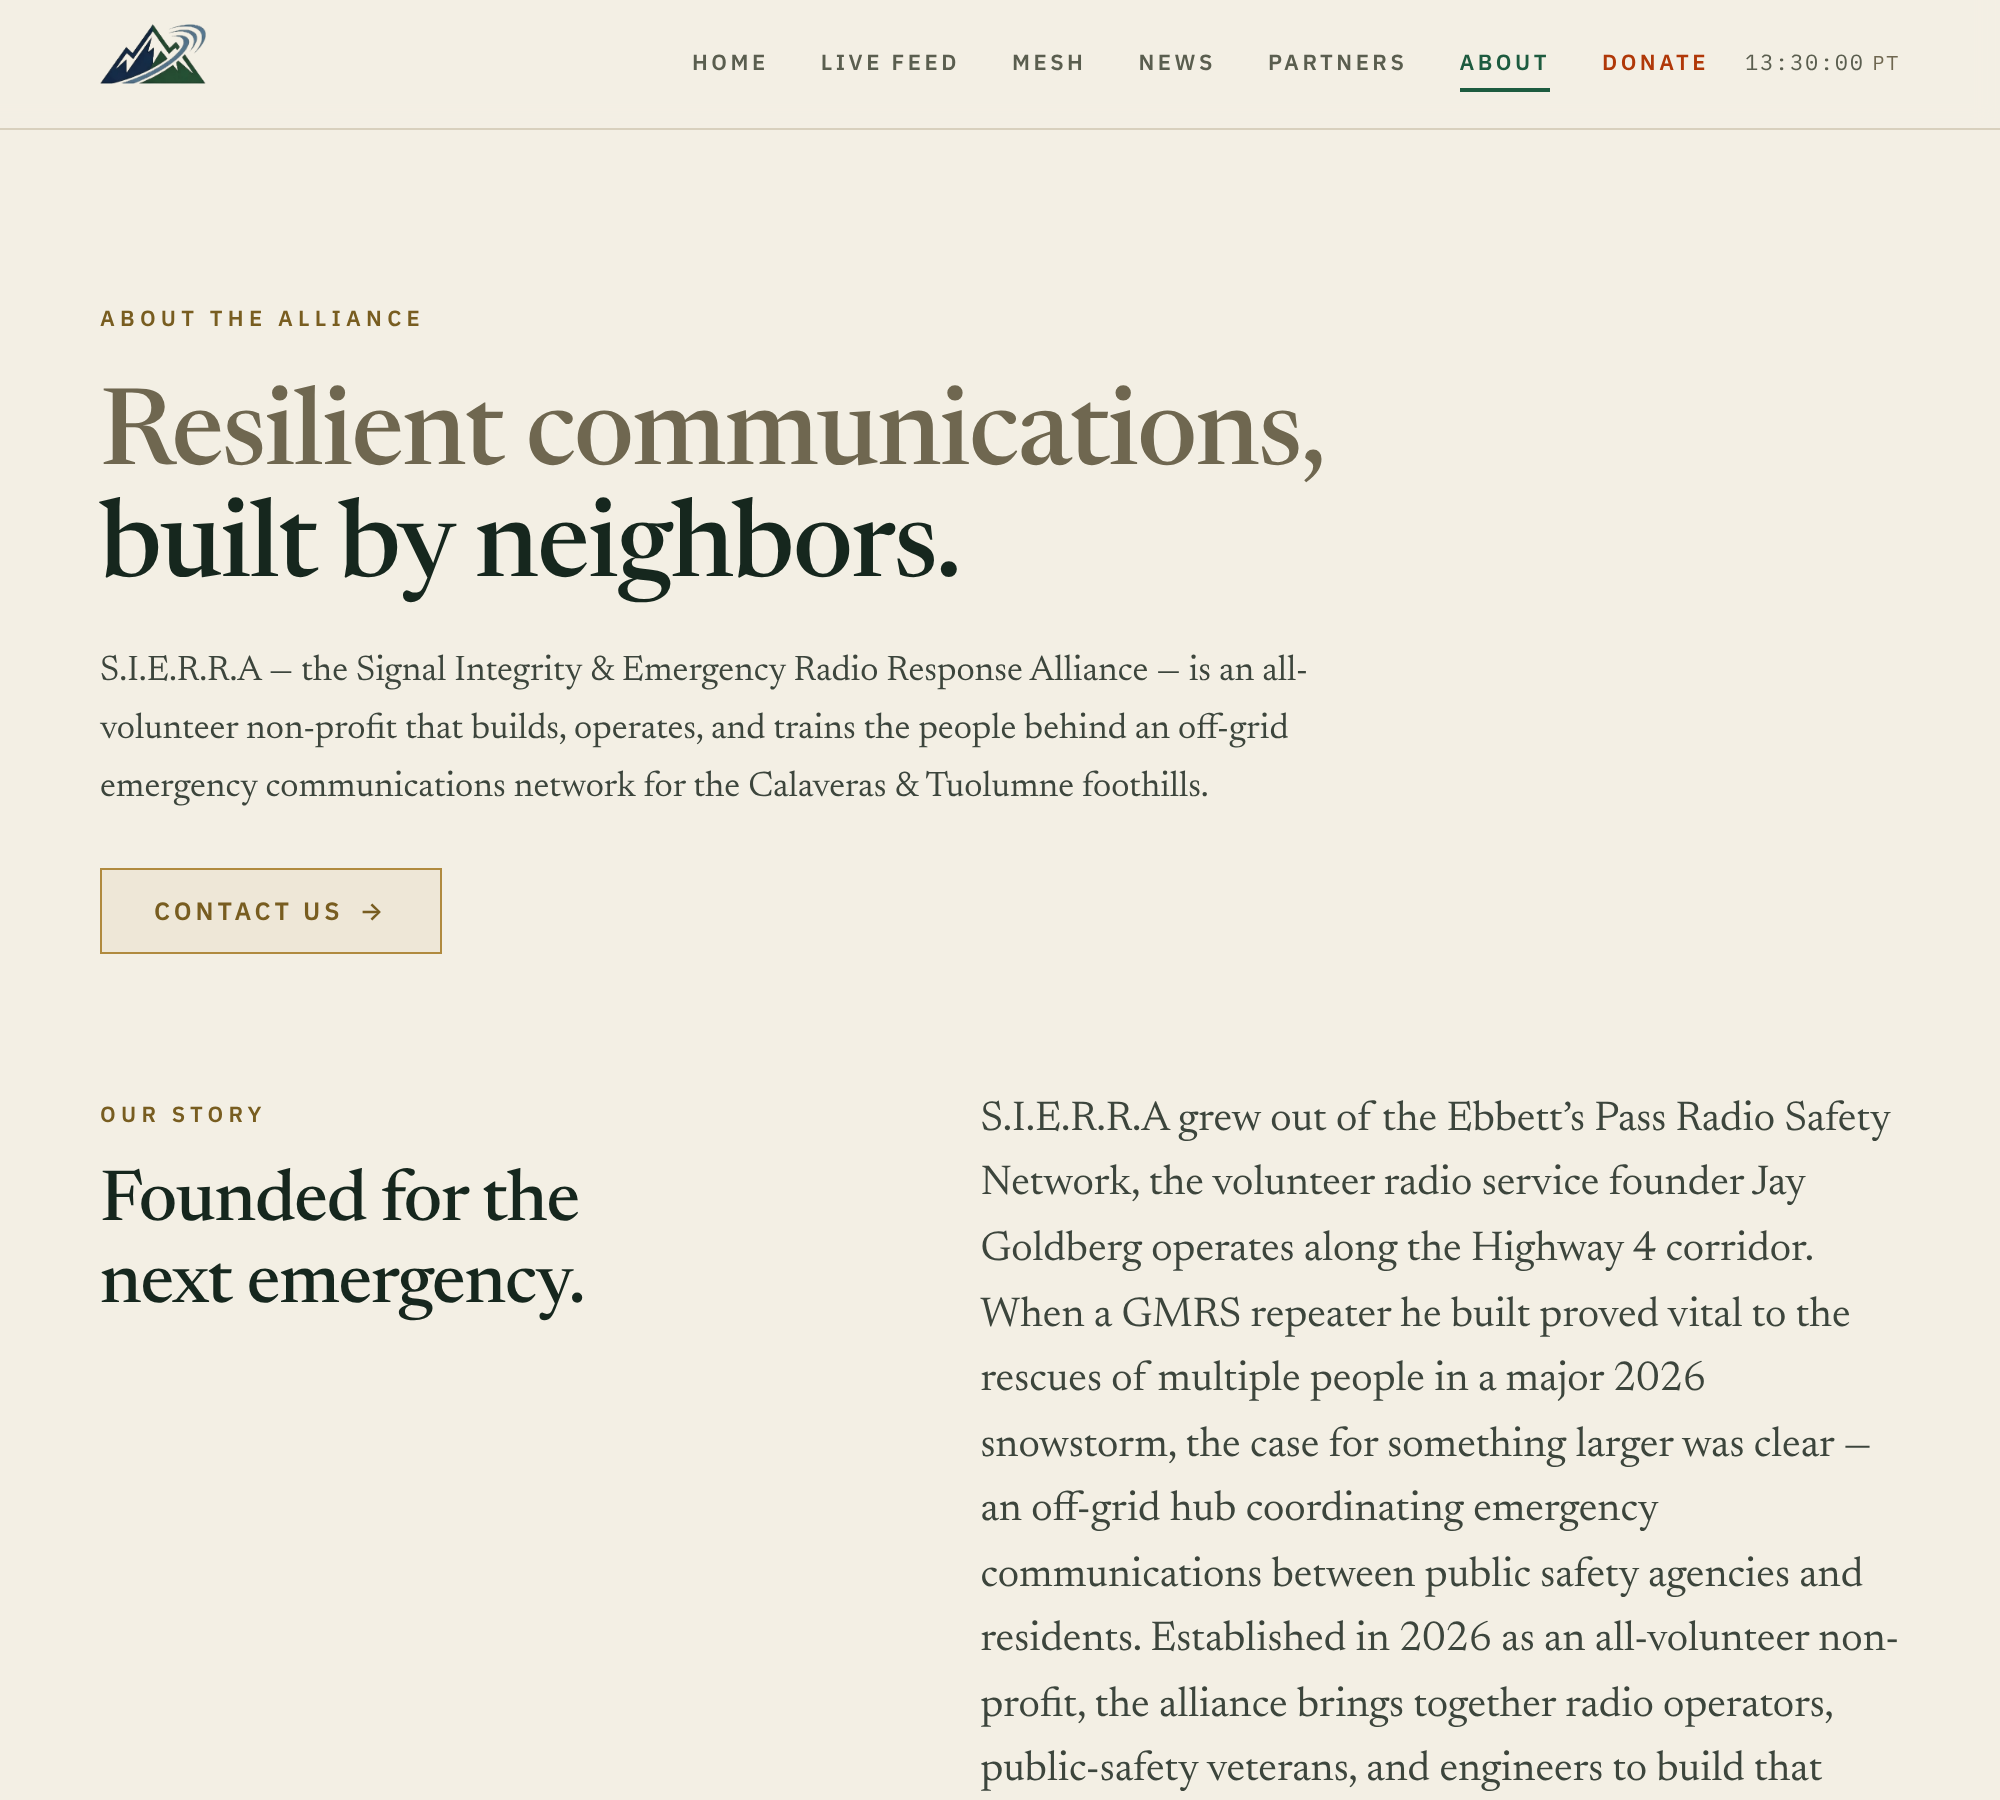 HOME LIVE FEED MESH NEWS PARTNERS ABOUT DONATE 13:30:00 PT
ABOUT THE ALLIANCE
Resilient communications,
built by neighbors.
S.I.E.R.R.A — the Signal Integrity & Emergency Radio Response Alliance — is an all-
volunteer non-profit that builds, operates, and trains the people behind an off-grid
emergency communications network for the Calaveras & Tuolumne foothills.
CONTACT US →
OUR STORY
Founded for the
next emergency.
S.I.E.R.R.A grew out of the Ebbett’s Pass Radio Safety
Network, the volunteer radio service founder Jay
Goldberg operates along the Highway 4 corridor.
When a GMRS repeater he built proved vital to the
rescues of multiple people in a major 2026
snowstorm, the case for something larger was clear —
an off-grid hub coordinating emergency
communications between public safety agencies and
residents. Established in 2026 as an all-volunteer non-
profit, the alliance brings together radio operators,
public-safety veterans, and engineers to build that